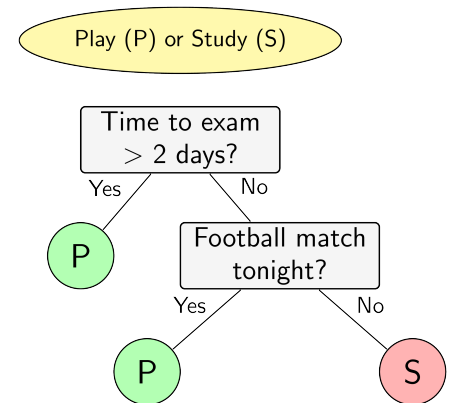 Play (P) or Study (S)
Time to exam
> 2 days?
Yes
No
P
Football match
tonight?
Yes
No
P
S